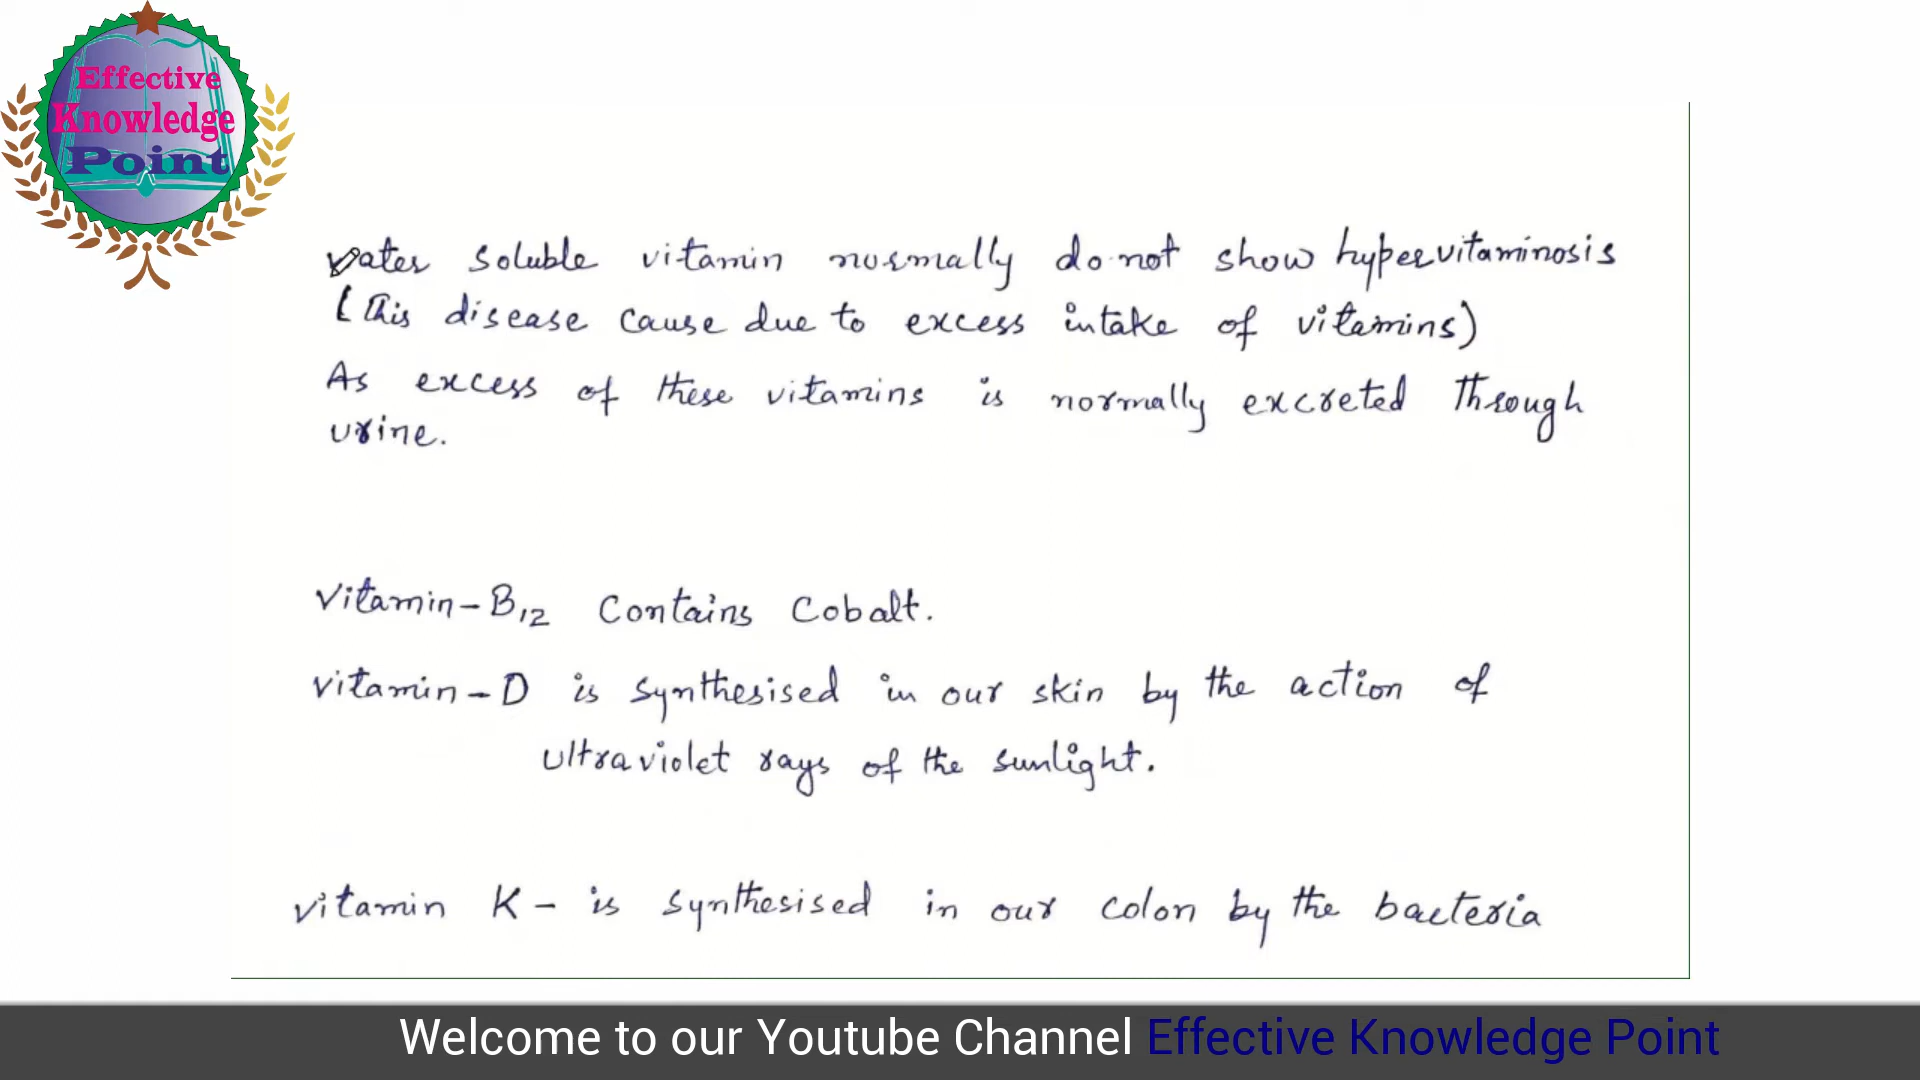 Effective
Knowledge
Point
water soluble vitamin normally do not show hypervitaminosis
(This disease cause due to excess intake of vitamins)
As excess of these vitamins is normally excreted through
urine.
Vitamin-B12 Contains Cobalt.
vitamin-D is synthesised in our skin by the action of
ultraviolet rays of the sunlight.
vitamin K- is synthesised in our colon by the bacteria
Welcome to our Youtube Channel Effective Knowledge Point